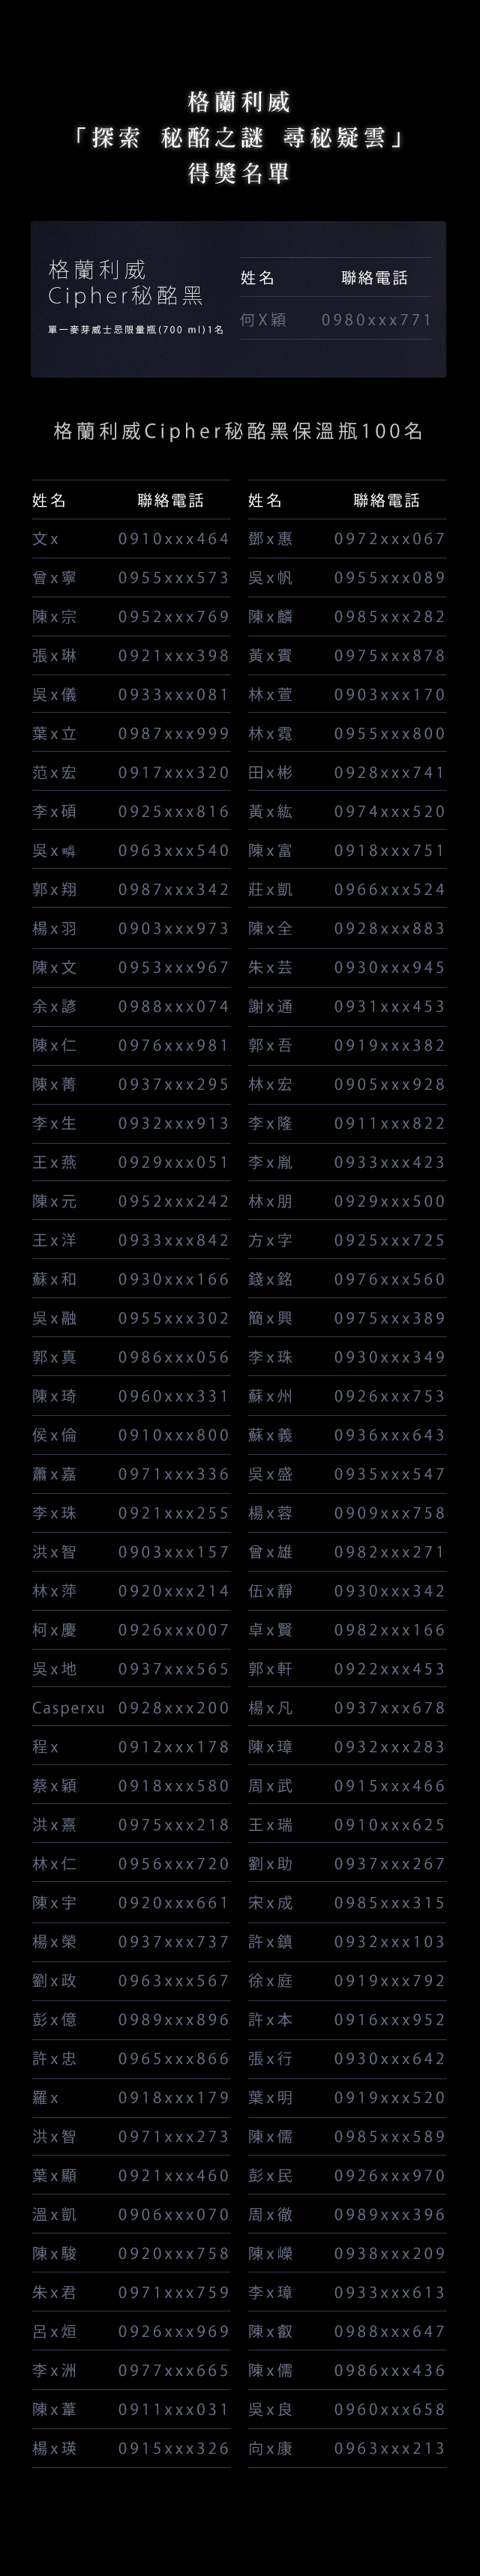 格蘭利威
「探索 秘酩之謎 尋秘疑雲」
得獎名單
格蘭利威
Cipher秘酩黑
單一麥芽威士忌限量瓶(700 ml)1名
姓名 聯絡電話
何X穎 0980xxx771
格蘭利威Cipher秘酩黑保溫瓶100名
姓名 聯絡電話 姓名 聯絡電話
文x 0910xxx464 鄧x惠 0972xxx067
曾x寧 0955xxx573 吳x帆 0955xxx089
陳x宗 0952xxx769 陳x麟 0985xxx282
張x琳 0921xxx398 黃x賓 0975xxx878
吳x儀 0933xxx081 林x萱 0903xxx170
葉x立 0987xxx999 林x霓 0955xxx800
范x宏 0917xxx320 田x彬 0928xxx741
李x碩 0925xxx816 黃x紘 0974xxx520
吳x 0963xxx540 陳x富 0918xxx751
郭x翔 0987xxx342 莊x凱 0966xxx524
楊x羽 0903xxx973 陳x全 0928xxx883
陳x文 0953xxx967 朱x芸 0930xxx945
余x諺 0988xxx074 謝x通 0931xxx453
陳x仁 0976xxx981 郭x吾 0919xxx382
陳x菁 0937xxx295 林x宏 0905xxx928
李x生 0932xxx913 李x隆 0911xxx822
王x燕 0929xxx051 李x胤 0933xxx423
陳x元 0952xxx242 林x朋 0929xxx500
王x洋 0933xxx842 方x字 0925xxx725
蘇x和 0930xxx166 錢x銘 0976xxx560
吳x融 0955xxx302 簡x興 0975xxx389
郭x真 0986xxx056 李x珠 0930xxx349
陳x琦 0960xxx331 蘇x州 0926xxx753
侯x倫 0910xxx800 蘇x義 0936xxx643
蕭x嘉 0971xxx336 吳x盛 0935xxx547
李x珠 0921xxx255 楊x蓉 0909xxx758
洪x智 0903xxx157 曾x雄 0982xxx271
林x萍 0920xxx214 伍x靜 0930xxx342
柯x慶 0926xxx007 卓x賢 0982xxx166
吳x地 0937xxx565 郭x軒 0922xxx453
Casperxu 0928xxx200 楊x凡 0937xxx678
程x 0912xxx178 陳x璋 0932xxx283
蔡x穎 0918xxx580 周x武 0915xxx466
洪x熹 0975xxx218 王x瑞 0910xxx625
林x仁 0956xxx720 劉x助 0937xxx267
陳x宇 0920xxx661 宋x成 0985xxx315
楊x榮 0937xxx737 許x鎮 0932xxx103
劉x政 0963xxx567 徐x庭 0919xxx792
彭x億 0989xxx896 許x本 0916xxx952
許x忠 0965xxx866 張x行 0930xxx642
羅x 0918xxx179 葉x明 0919xxx520
洪x智 0971xxx273 陳x儒 0985xxx589
葉x顯 0921xxx460 彭x民 0926xxx970
溫x凱 0906xxx070 周x徹 0989xxx396
陳x駿 0920xxx758 陳x嶸 0938xxx209
朱x君 0971xxx759 李x璋 0933xxx613
呂x烜 0926xxx969 陳x叡 0988xxx647
李x洲 0977xxx665 陳x儒 0986xxx436
陳x葦 0911xxx031 吳x良 0960xxx658
楊x瑛 0915xxx326 向x康 0963xxx213